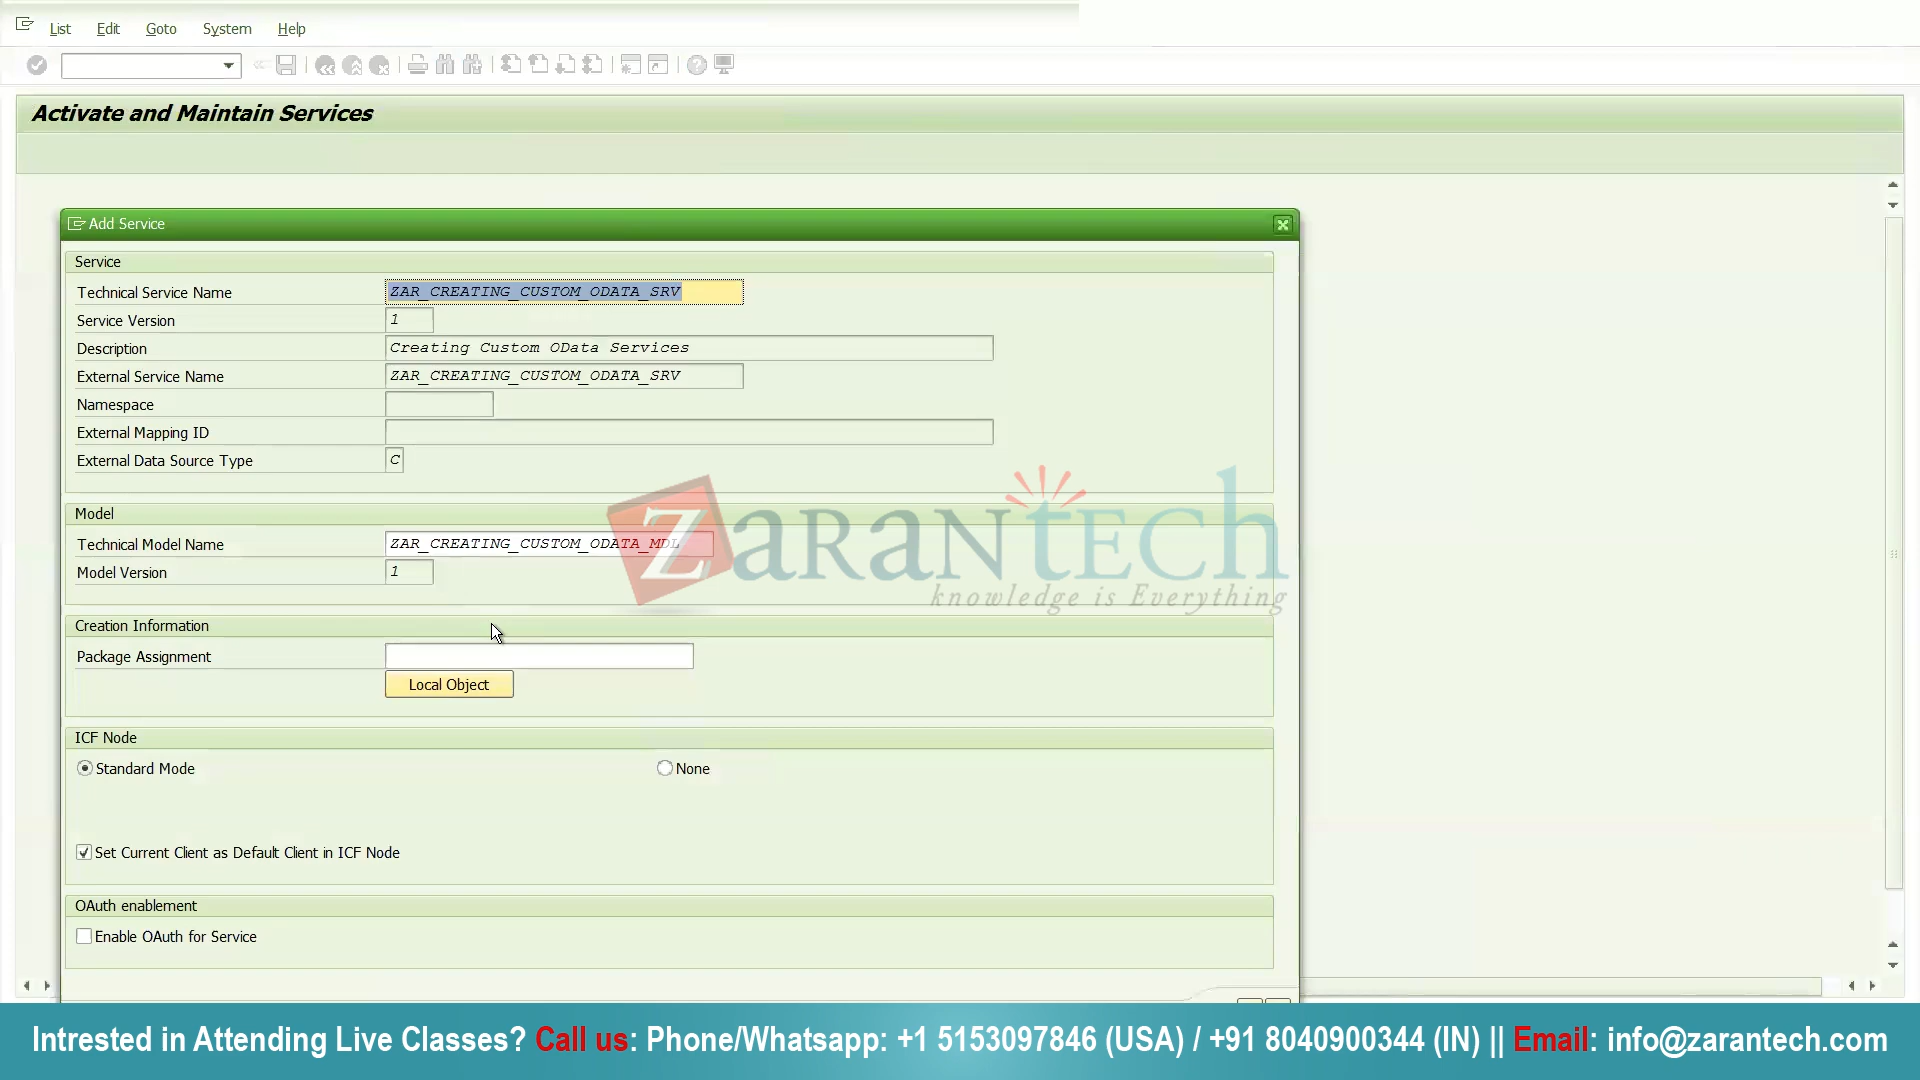 List Edit Goto System Help
Activate and Maintain Services
Add Service
Service
Technical Service Name ZAR_CREATING_CUSTOM_ODATA_SRV
Service Version 1
Description Creating Custom OData Services
External Service Name ZAR_CREATING_CUSTOM_ODATA_SRV
Namespace
External Mapping ID
External Data Source Type C
Model
Technical Model Name ZAR_CREATING_CUSTOM_ODATA_MDL
Model Version 1
zaranTech
knowledge is Everything
Creation Information
Package Assignment
Local Object
ICF Node
Standard Mode None
Set Current Client as Default Client in ICF Node
OAuth enablement
Enable OAuth for Service
Intrested in Attending Live Classes? Call us: Phone/Whatsapp: +1 5153097846 (USA) / +91 8040900344 (IN) || Email: info@zarantech.com